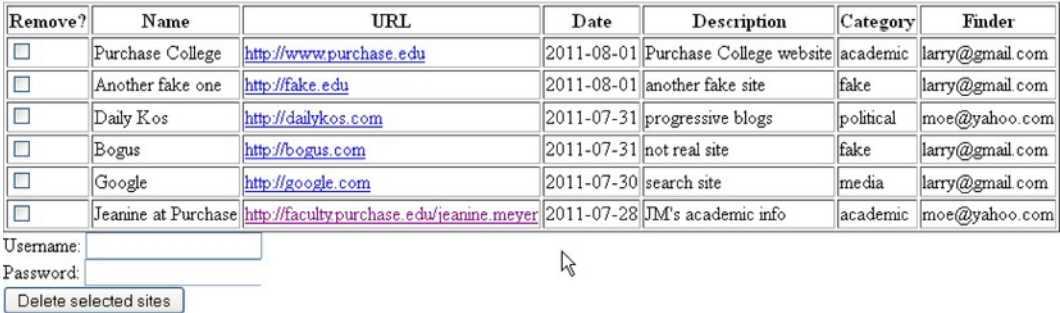 Remove? Name URL Date Description Category Finder
Purchase College http://www.purchase.edu 2011-08-01 Purchase College website academic larry@gmail.com
Another fake one http://fake.edu 2011-08-01 another fake site fake larry@gmail.com
Daily Kos http://dailykos.com 2011-07-31 progressive blogs political moe@yahoo.com
Bogus http://bogus.com 2011-07-31 not real site fake larry@gmail.com
Google http://google.com 2011-07-30 search site media larry@gmail.com
Jeanine at Purchase http://faculty.purchase.edu/jeanine.meyer 2011-07-28 JM's academic info academic moe@yahoo.com
Username:
Password:
Delete selected sites